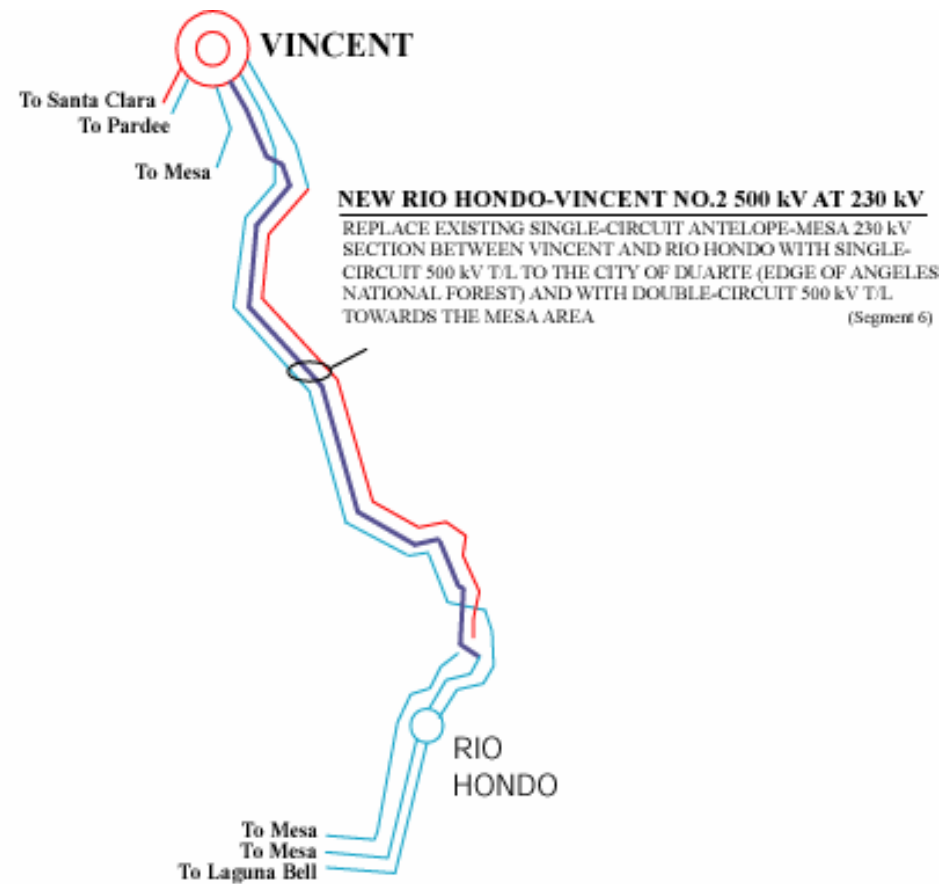 VINCENT
To Santa Clara
To Pardee
To Mesa
NEW RIO HONDO-VINCENT NO.2 500 kV AT 230 kV
REPLACE EXISTING SINGLE-CIRCUIT ANTELOPE-MESA 230 kV
SECTION BETWEEN VINCENT AND RIO HONDO WITH SINGLE-
CIRCUIT 500 kV T/L TO THE CITY OF DUARTE (EDGE OF ANGELES
NATIONAL FOREST) AND WITH DOUBLE-CIRCUIT 500 kV T/L
TOWARDS THE MESA AREA (Segment 6)
RIO
HONDO
To Mesa
To Mesa
To Laguna Bell